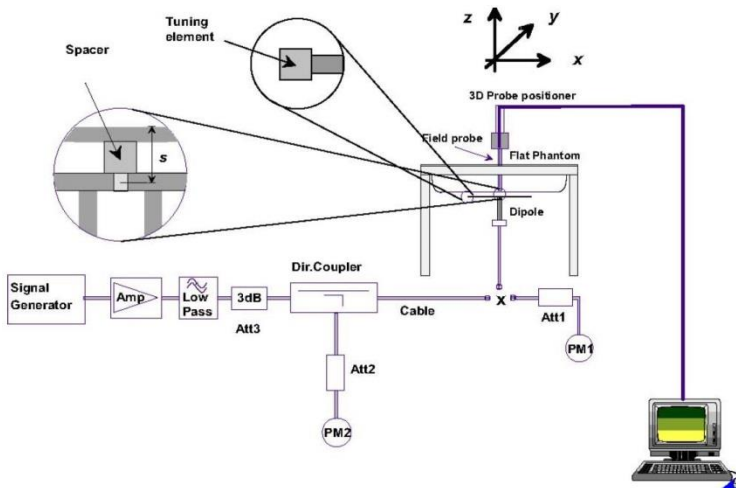 Tuning
element
z
y
x
Spacer
s
3D Probe positioner
Field probe
Flat Phantom
Dipole
Dir.Coupler
Signal
Generator
Amp
Low
Pass
3dB
Att3
Cable
x
Att1
PM1
Att2
PM2